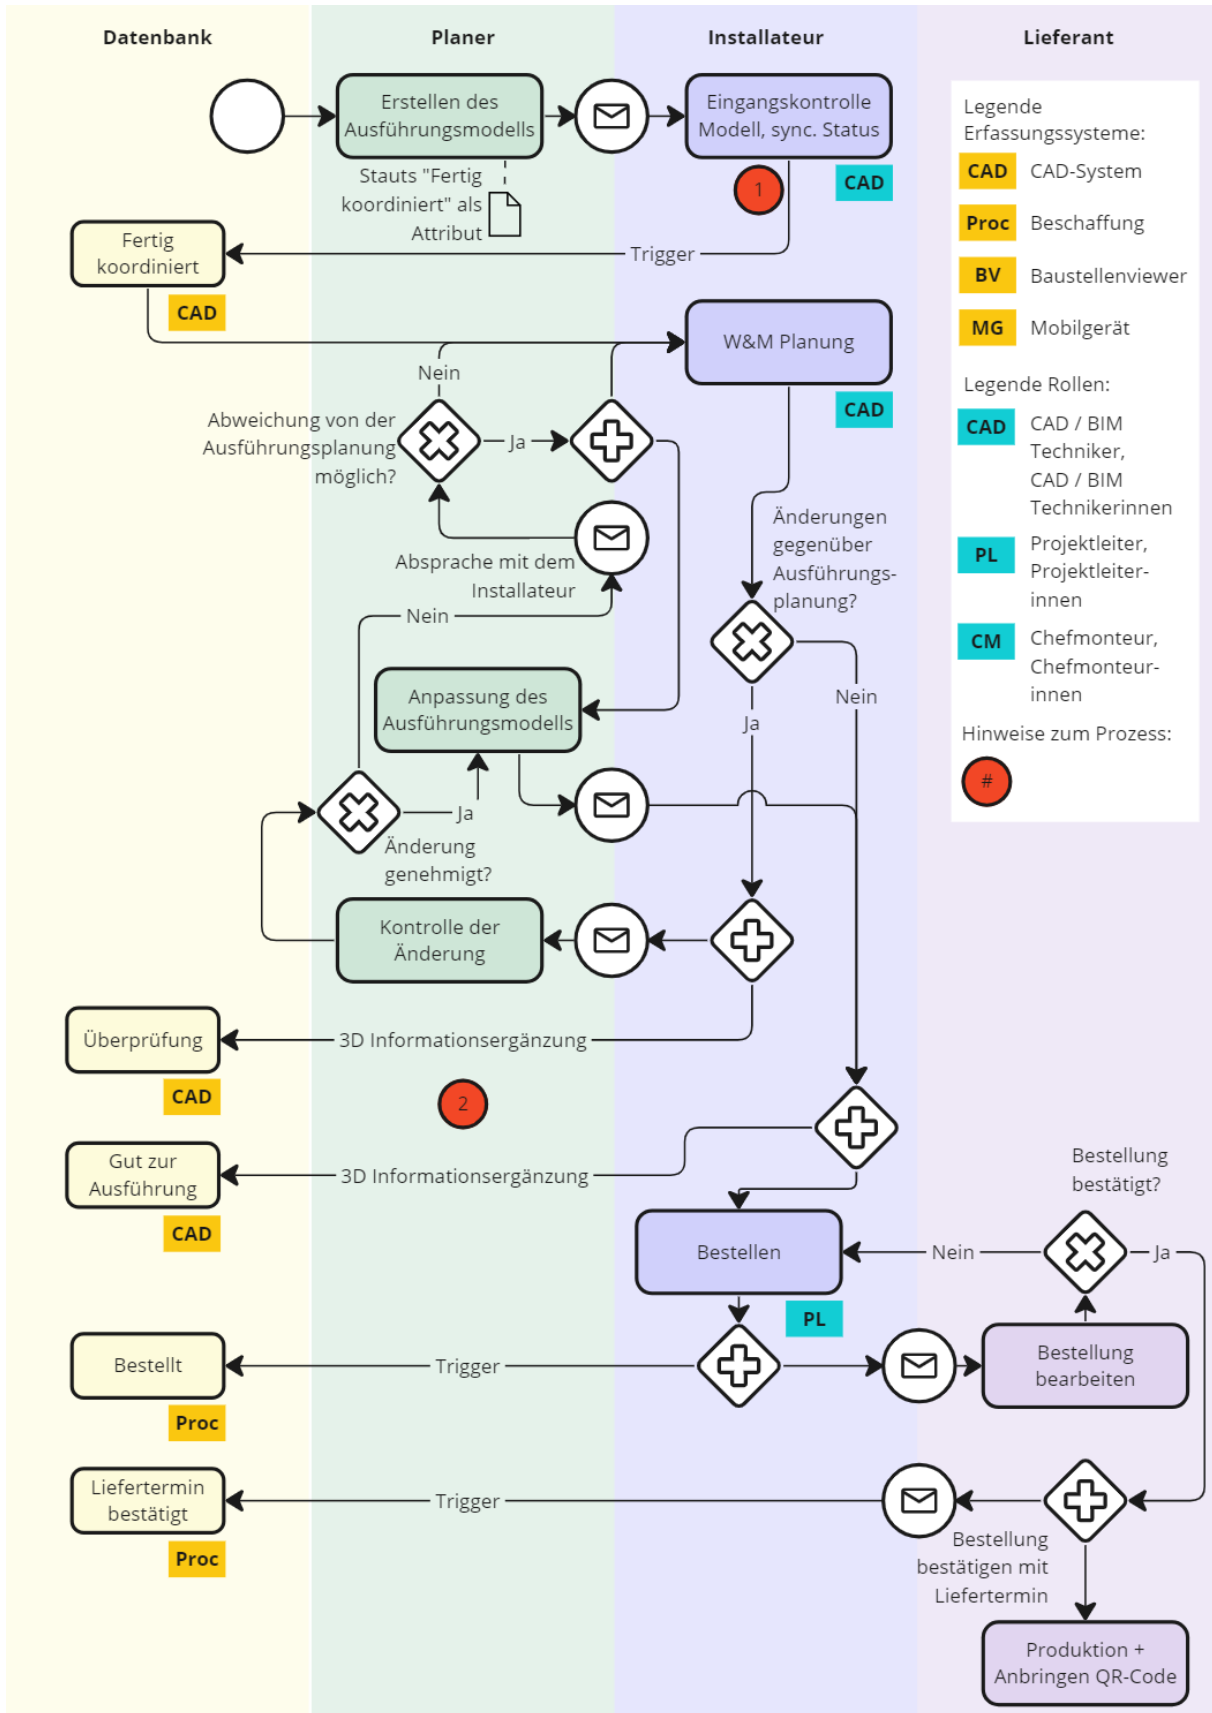 Datenbank
Planer
Installateur
Lieferant
Erstellen des
Ausführungsmodells
Eingangskontrolle
Modell, sync. Status
Stauts "Fertig
koordiniert" als
Attribut
1
CAD
Fertig
koordiniert
Trigger
CAD
W&M Planung
CAD
Nein
Abweichung von der
Ausführungsplanung
möglich?
Ja
Absprache mit dem
Installateur
Änderungen
gegenüber
Ausführungs-
planung?
Nein
Anpassung des
Ausführungsmodells
Nein
Ja
Ja
Änderung
genehmigt?
Kontrolle der
Änderung
Überprüfung
3D Informationsergänzung
CAD
2
Gut zur
Ausführung
3D Informationsergänzung
CAD
Bestellung
bestätigt?
Bestellen
Nein
Ja
PL
Bestellt
Trigger
Bestellung
bearbeiten
Proc
Liefertermin
bestätigt
Trigger
Bestellung
bestätigen mit
Liefertermin
Proc
Produktion +
Anbringen QR-Code
Legende
Erfassungssysteme:
CAD CAD-System
Proc Beschaffung
BV Baustellenviewer
MG Mobilgerät
Legende Rollen:
CAD CAD / BIM
Techniker,
CAD / BIM
Technikerinnen
PL Projektleiter,
Projektleiter-
innen
CM Chefmonteur,
Chefmonteur-
innen
Hinweise zum Prozess:
#